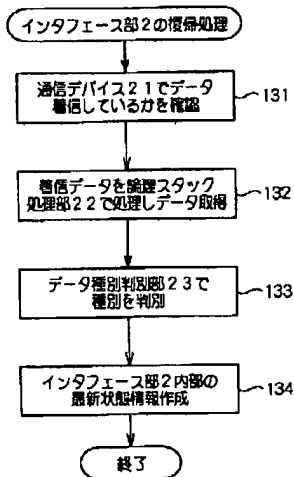 インタフェース部2の復帰処理
通信デバイス21でデータ
着信しているかを確認
131
着信データを論理スタック
処理部22で処理しデータ取得
132
データ種別判別部23で
種別を判別
133
インタフェース部2内部の
最新状態情報作成
134
終了